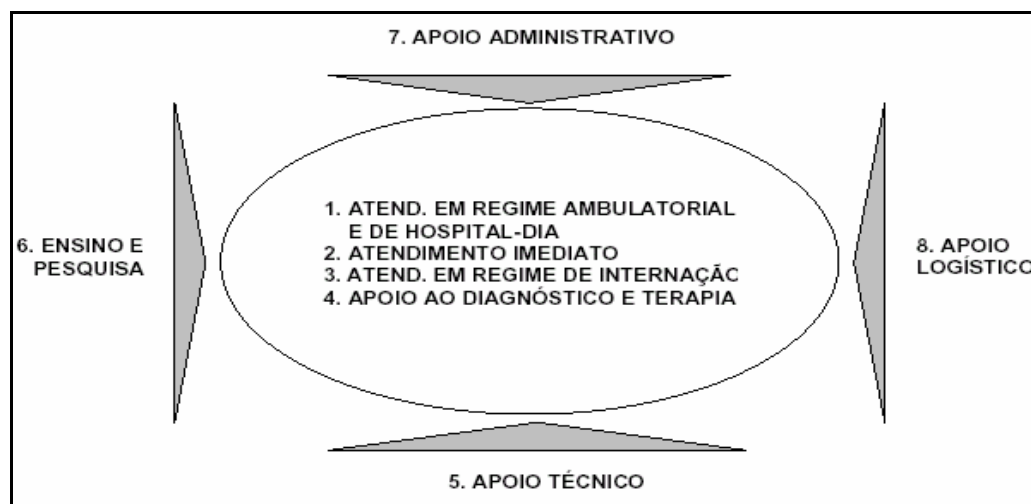 7. APOIO ADMINISTRATIVO
1. ATEND. EM REGIME AMBULATORIAL
E DE HOSPITAL-DIA
2. ATENDIMENTO IMEDIATO
3. ATEND. EM REGIME DE INTERNAÇÃO
4. APOIO AO DIAGNÓSTICO E TERAPIA
6. ENSINO E
PESQUISA
8. APOIO
LOGÍSTICO
5. APOIO TÉCNICO